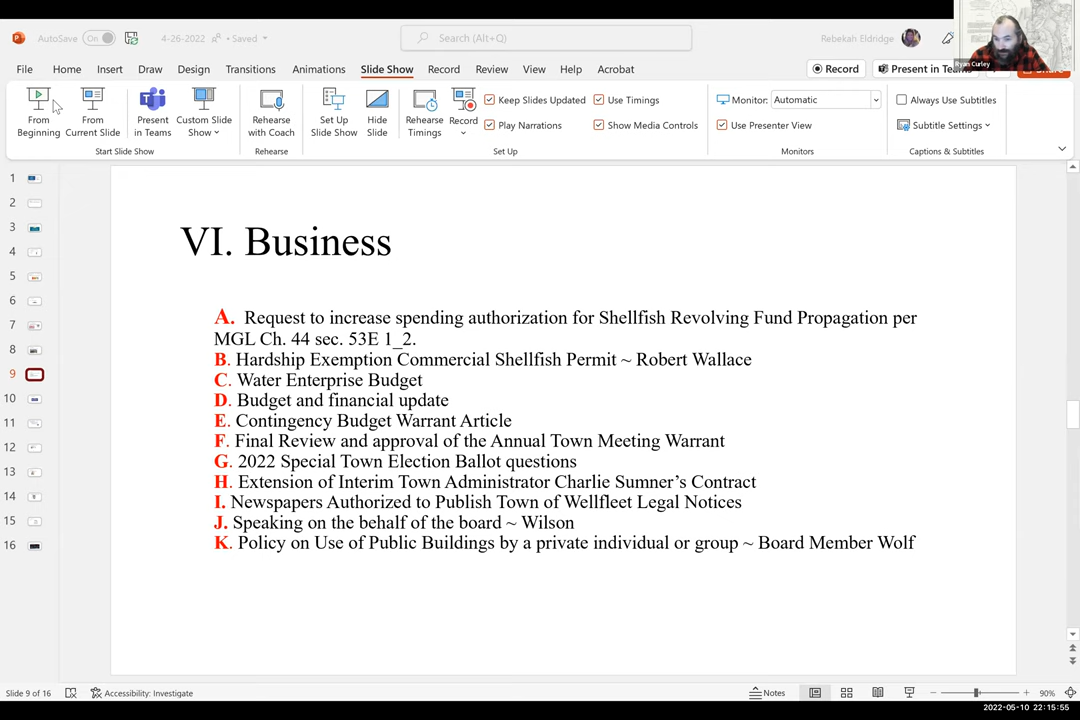 AutoSave On 4-26-2022 • Saved Search (Alt+Q) Rebekah Eldridge
Ryan Curley
File Home Insert Draw Design Transitions Animations Slide Show Record Review View Help Acrobat Record Present in Teams
From Beginning
From Current Slide
Present in Teams
Custom Slide Show
Rehearse with Coach
Set Up Slide Show
Hide Slide
Rehearse Timings
Record
Keep Slides Updated
Use Timings
Play Narrations
Show Media Controls
Monitor: Automatic
Use Presenter View
Always Use Subtitles
Subtitle Settings
Start Slide Show Rehearse Set Up Monitors Captions & Subtitles
1
2
3
4
5
6
7
8
9
10
11
12
13
14
15
16
VI. Business
A. Request to increase spending authorization for Shellfish Revolving Fund Propagation per
MGL Ch. 44 sec. 53E 1_2.
B. Hardship Exemption Commercial Shellfish Permit ~ Robert Wallace
C. Water Enterprise Budget
D. Budget and financial update
E. Contingency Budget Warrant Article
F. Final Review and approval of the Annual Town Meeting Warrant
G. 2022 Special Town Election Ballot questions
H. Extension of Interim Town Administrator Charlie Sumner's Contract
I. Newspapers Authorized to Publish Town of Wellfleet Legal Notices
J. Speaking on the behalf of the board ~ Wilson
K. Policy on Use of Public Buildings by a private individual or group ~ Board Member Wolf
Slide 9 of 16 Accessibility: Investigate Notes 90%
2022-05-10 22:15:55